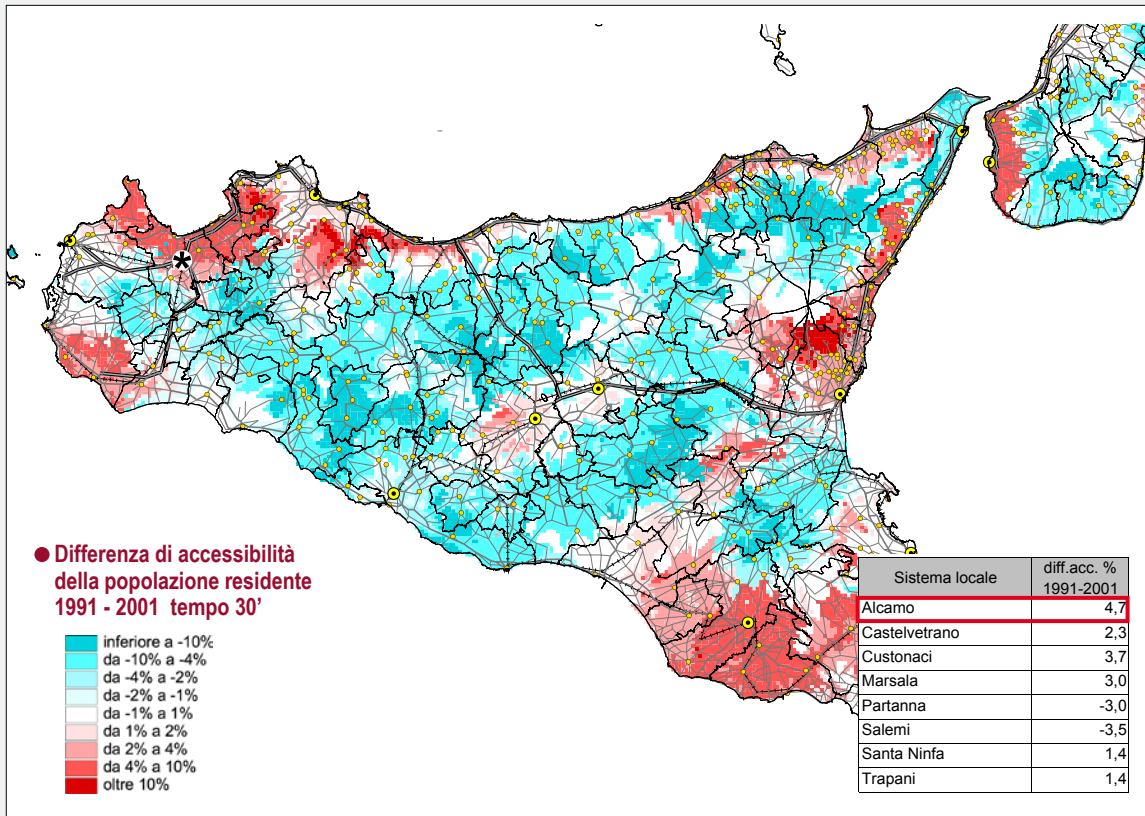 Differenza di accessibilità
della popolazione residente
1991 - 2001 tempo 30'
inferiore a -10%
da -10% a -4%
da -4% a -2%
da -2% a -1%
da -1% a 1%
da 1% a 2%
da 2% a 4%
da 4% a 10%
oltre 10%
Sistema locale diff.acc. %
1991-2001
Alcamo 4,7
Castelvetrano 2,3
Custonaci 3,7
Marsala 3,0
Partanna -3,0
Salemi -3,5
Santa Ninfa 1,4
Trapani 1,4